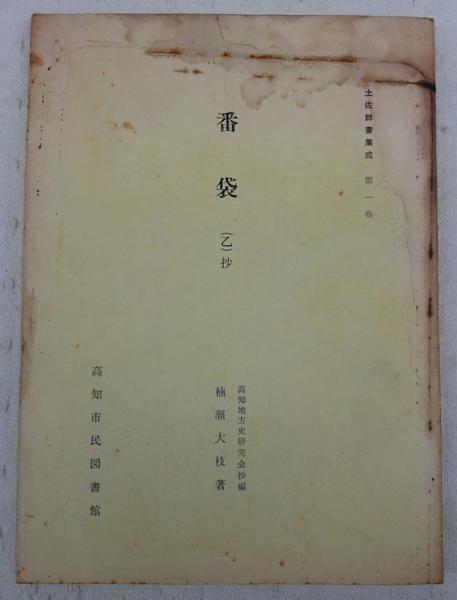 土佐群書集成 第一巻
番袋(乙)抄
高知地方史研究会抄編
楠瀬大枝著
高知市民図書館